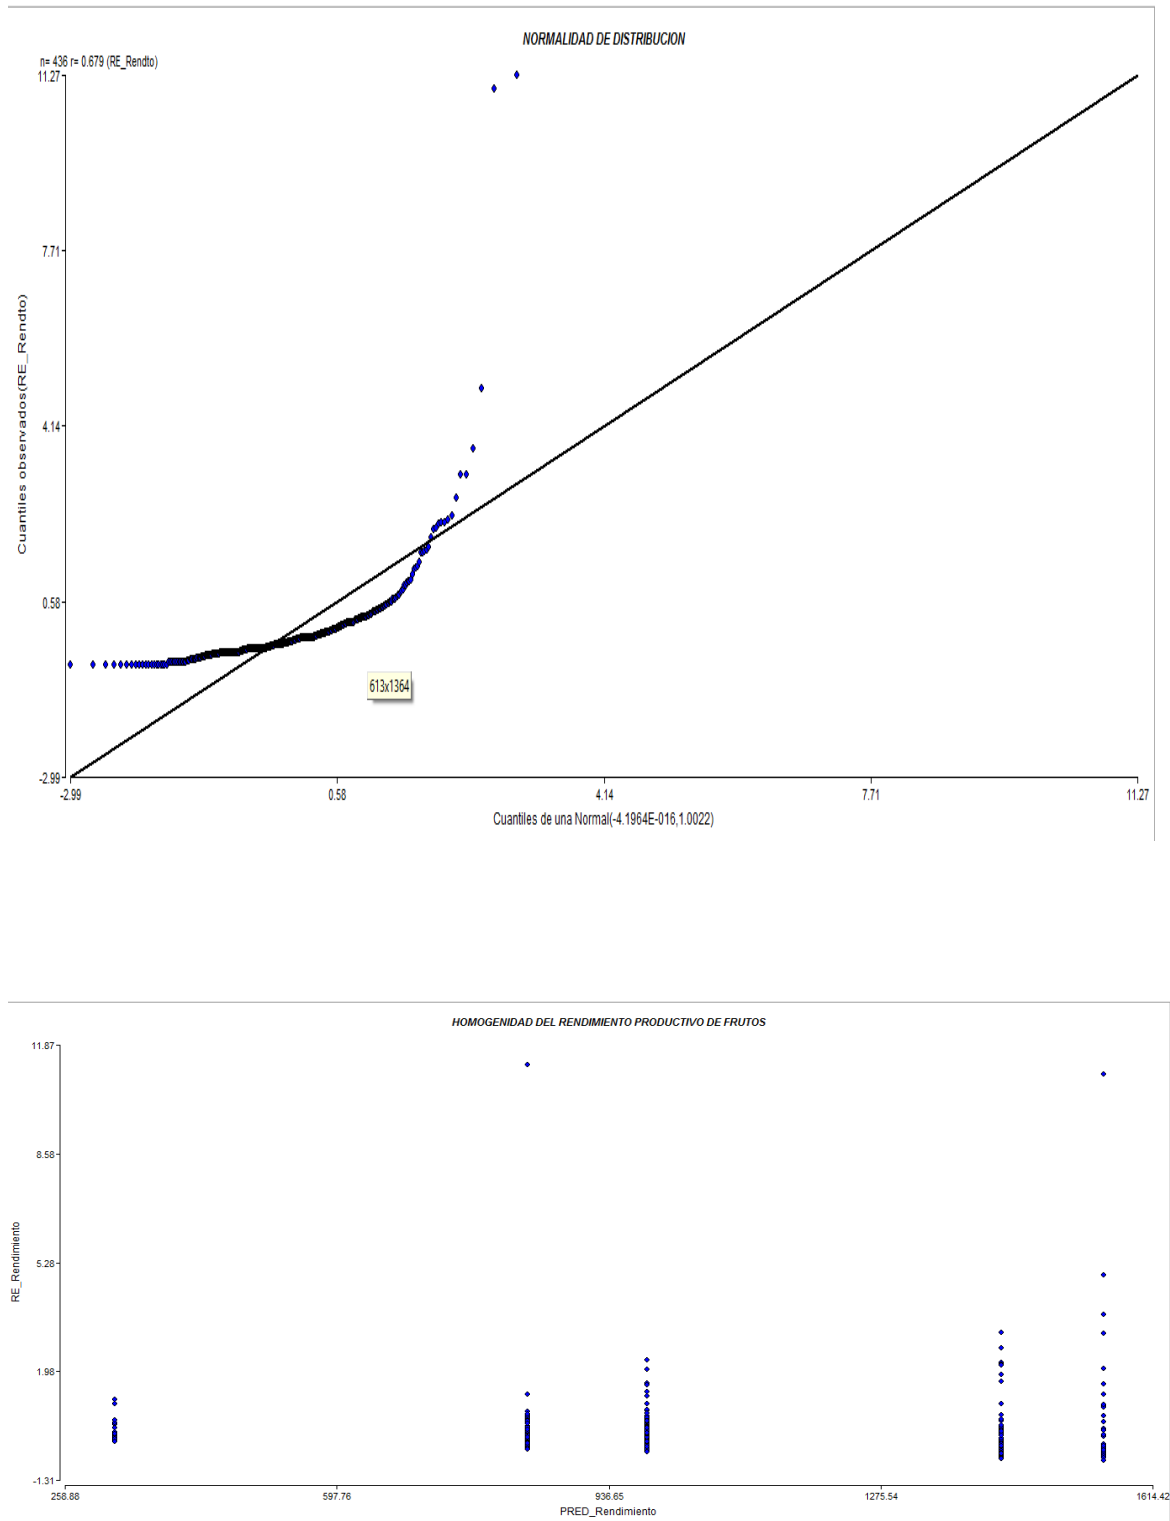 NORMALIDAD DE DISTRIBUCION
n= 436 r= 0.679 (RE_Rendto)
11.27
7.71
4.14
0.58
-2.99
Cuantiles observados(RE_Rendto)
613x1364
-2.99 0.58 4.14 7.71 11.27
Cuantiles de una Normal(-4.1964E-016,1.0022)
HOMOGENIDAD DEL RENDIMIENTO PRODUCTIVO DE FRUTOS
11.87
8.58
5.28
1.98
-1.31
RE_Rendimiento
258.88 597.76 936.65 1275.54 1614.42
PRED_Rendimiento